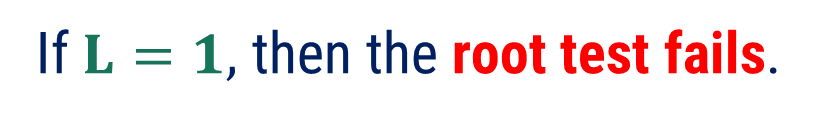 If L = 1, then the root test fails.